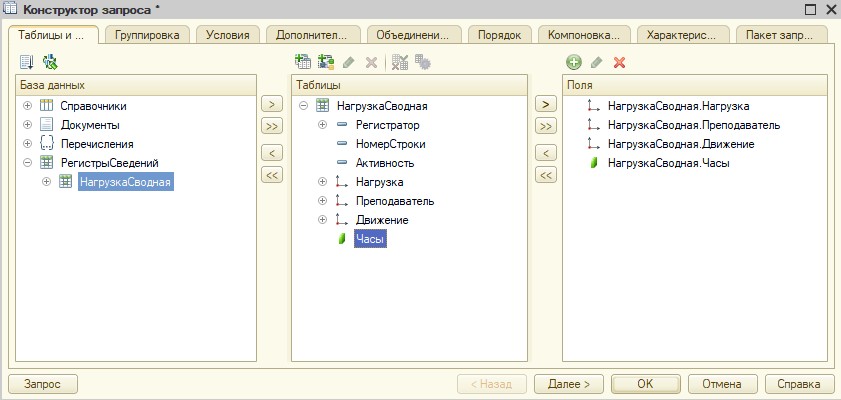 Конструктор запроса *
Таблицы и ... Группировка Условия Дополнител... Объединени... Порядок Компоновка... Характерис... Пакет запр...
База данных
Справочники
Документы
Перечисления
РегистрыСведений
НагрузкаСводная
>
>>
<
<<
Таблицы
НагрузкаСводная
Регистратор
НомерСтроки
Активность
Нагрузка
Преподаватель
Движение
Часы
>
>>
<
<<
Поля
НагрузкаСводная.Нагрузка
НагрузкаСводная.Преподаватель
НагрузкаСводная.Движение
НагрузкаСводная.Часы
Запрос < Назад Далее > ОК Отмена Справка